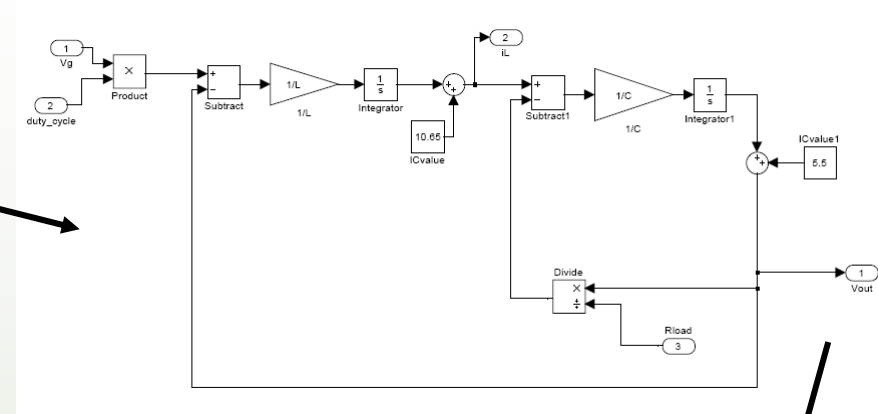 1
Vg
2
duty_cycle
×
Product
+
−
Subtract
1/L
1/L
1
s
Integrator
+
+
10.65
ICvalue
2
iL
+
−
Subtract1
1/C
1/C
1
s
Integrator1
+
+
ICvalue1
5.5
1
Vout
Divide
×
÷
Rload
3